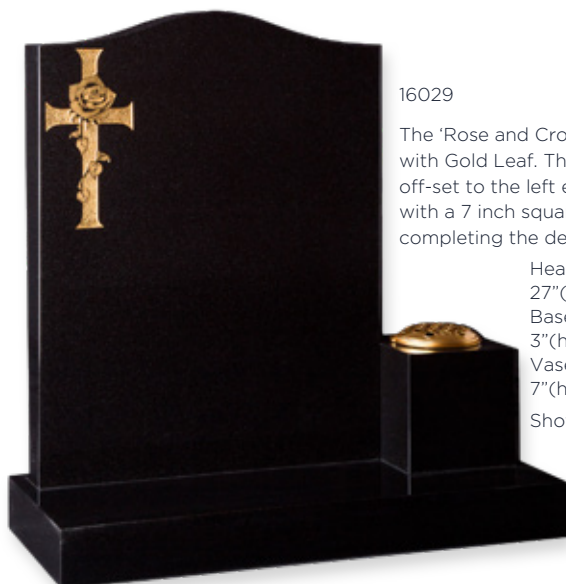 16029
The ‘Rose and Cro
with Gold Leaf. Th
off-set to the left e
with a 7 inch squa
completing the de
Hea
27”(
Base
3”(h
Vase
7”(h
Sho